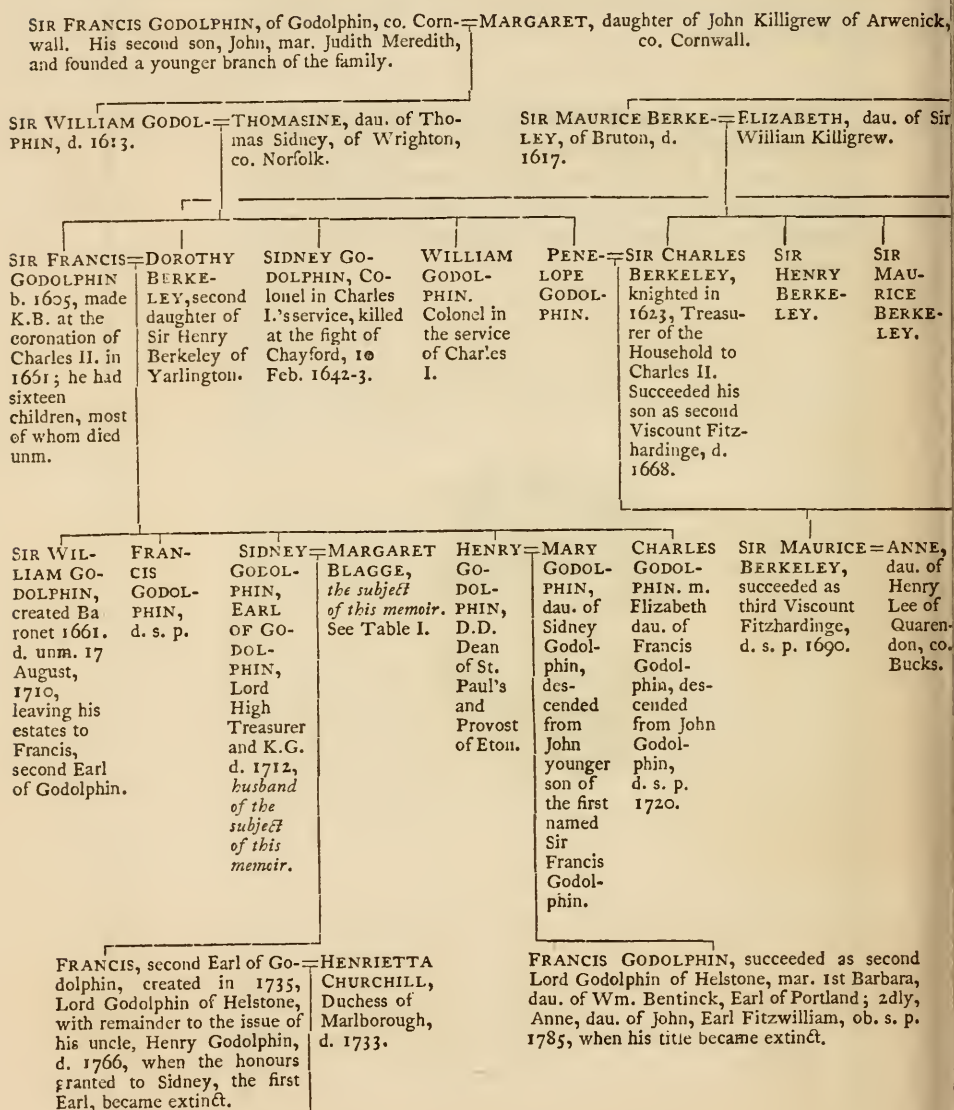 SIR FRANCIS GODOLPHIN, of Godolphin, co. Corn-
wall. His second son, John, mar. Judith Meredith,
and founded a younger branch of the family.
=MARGARET, daughter of John Killigrew of Arwenick,
co. Cornwall.
SIR WILLIAM GODOL-
PHIN, d. 1613.
=THOMASINE, dau. of Tho-
mas Sidney, of Wrighton,
co. Norfolk.
SIR MAURICE BERKE-
LEY, of Bruton, d.
1617.
=ELIZABETH, dau. of Sir
William Killigrew.
SIR FRANCIS
GODOLPHIN
b. 1605, made
K.B. at the
coronation of
Charles II. in
1661; he had
sixteen
children, most
of whom died
unm.
=DOROTHY
BERKE-
LEY, second
daughter of
Sir Henry
Berkeley of
Yarlington.
SIDNEY GO-
DOLPHIN, Co-
lonel in Charles
I.'s service, killed
at the fight of
Chayford, 10
Feb. 1642-3.
WILLIAM
GODOL-
PHIN.
Colonel in
the service
of Charles
I.
PENE-
LOPE
GODOL-
PHIN.
=SIR CHARLES
BERKELEY,
knighted in
1623, Treasu-
rer of the
Household to
Charles II.
Succeeded his
son as second
Viscount Fitz-
hardinge, d.
1668.
SIR
HENRY
BERKE-
LEY.
SIR
MAU-
RICE
BERKE-
LEY.
SIR WIL-
LIAM GO-
DOLPHIN,
created Ba
ronet 1661.
d. unm. 17
August,
1710,
leaving his
estates to
Francis,
second Earl
of Godolphin.
FRAN-
CIS
GODOL-
PHIN,
d. s. p.
SIDNEY
GODOL-
PHIN,
EARL
OF GO-
DOL-
PHIN,
Lord
High
Treasurer
and K.G.
d. 1712,
husband
of the
subject
of this
memoir.
=MARGARET
BLAGGE,
the subject
of this memoir.
See Table I.
HENRY
GO-
DOL-
PHIN,
D.D.
Dean
of St.
Paul's
and
Provost
of Eton.
=MARY
GODOL-
PHIN,
dau. of
Sidney
Godol-
phin,
des-
cended
from
John
younger
son of
the first
named
Sir
Francis
Godol-
phin.
CHARLES
GODOL-
PHIN. m.
Elizabeth
dau. of
Francis
Godol-
phin, des-
cended
from John
Godol-
phin,
d. s. p.
1720.
SIR MAURICE
BERKELEY,
succeeded as
third Viscount
Fitzhardinge,
d. s. p. 1690.
=ANNE,
dau. of
Henry
Lee of
Quaren-
don, co.
Bucks.
FRANCIS, second Earl of Go-
dolphin, created in 1735,
Lord Godolphin of Helstone,
with remainder to the issue of
his uncle, Henry Godolphin,
d. 1766, when the honours
granted to Sidney, the first
Earl, became extinct.
=HENRIETTA
CHURCHILL,
Duchess of
Marlborough,
d. 1733.
FRANCIS GODOLPHIN, succeeded as second
Lord Godolphin of Helstone, mar. 1st Barbara,
dau. of Wm. Bentinck, Earl of Portland; 2dly,
Anne, dau. of John, Earl Fitzwilliam, ob. s. p.
1785, when his title became extinct.